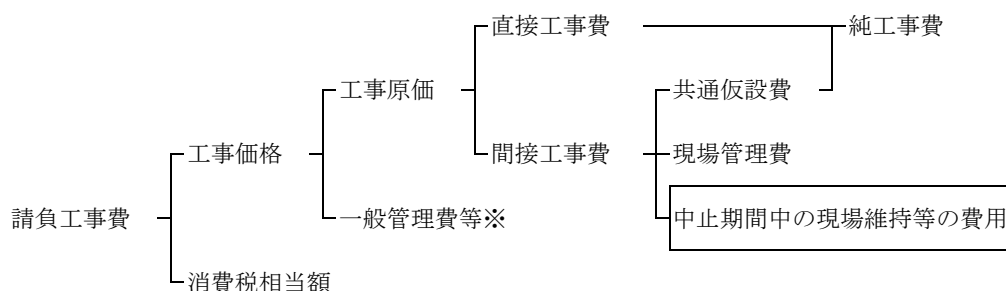 直接工事費
純工事費
工事原価
共通仮設費
工事価格
間接工事費
現場管理費
請負工事費
一般管理費等※
中止期間中の現場維持等の費用
消費税相当額